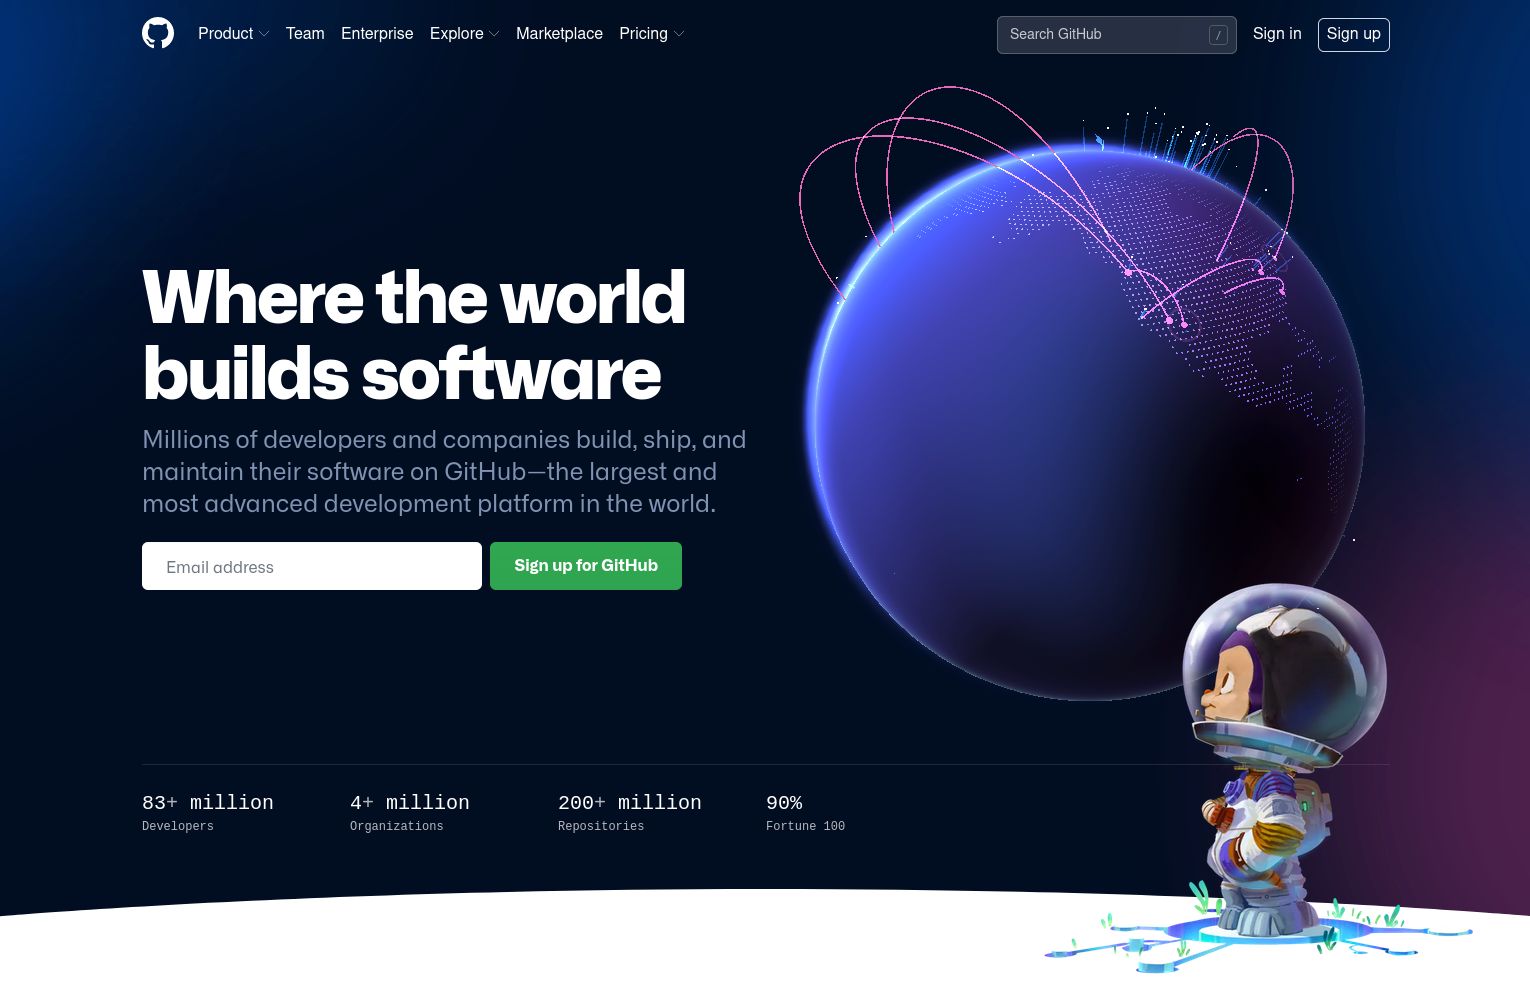 Product Team Enterprise Explore Marketplace Pricing
Search GitHub /
Sign in
Sign up
Where the world
builds software
Millions of developers and companies build, ship, and
maintain their software on GitHub—the largest and
most advanced development platform in the world.
Email address
Sign up for GitHub
83+ million
Developers
4+ million
Organizations
200+ million
Repositories
90%
Fortune 100